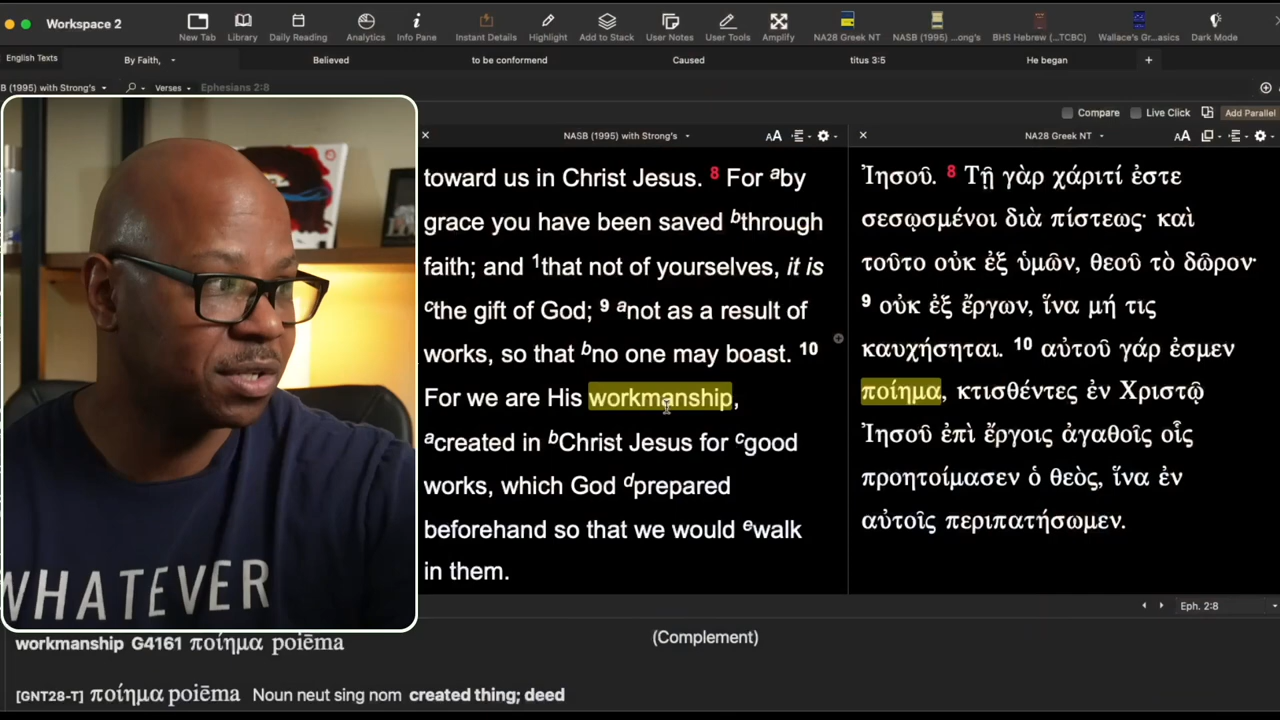 Workspace 2
New Tab
Library
Daily Reading
Analytics
Info Pane
Instant Details
Highlight
Add to Stack
User Notes
User Tools
Amplify
NA28 Greek NT
NASB (1995) ...ong's
BHS Hebrew (...TCBC)
Wallace's Gr...asics
Dark Mode
English Texts
By Faith,
Believed
to be conformend
Caused
titus 3:5
He began
B (1995) with Strong's
Verses
Ephesians 2:8
Compare
Live Click
Add Parallel
NASB (1995) with Strong's
AA
toward us in Christ Jesus. 8 For aby
grace you have been saved bthrough
faith; and 1that not of yourselves, it is
cthe gift of God; 9 anot as a result of
works, so that bno one may boast. 10
For we are His workmanship,
acreated in bChrist Jesus for cgood
works, which God dprepared
beforehand so that we would ewalk
in them.
NA28 Greek NT
AA
Ἰησοῦ. 8 Τῇ γὰρ χάριτί ἐστε
σεσῳσμένοι διὰ πίστεως· καὶ
τοῦτο οὐκ ἐξ ὑμῶν, θεοῦ τὸ δῶρον·
9 οὐκ ἐξ ἔργων, ἵνα μή τις
καυχήσηται. 10 αὐτοῦ γάρ ἐσμεν
ποίημα, κτισθέντες ἐν Χριστῷ
Ἰησοῦ ἐπὶ ἔργοις ἀγαθοῖς οἷς
προητοίμασεν ὁ θεὸς, ἵνα ἐν
αὐτοῖς περιπατήσωμεν.
Eph. 2:8
WHATEVER
workmanship G4161 ποίημα poiēma
(Complement)
[GNT28-T] ποίημα poiēma Noun neut sing nom created thing; deed